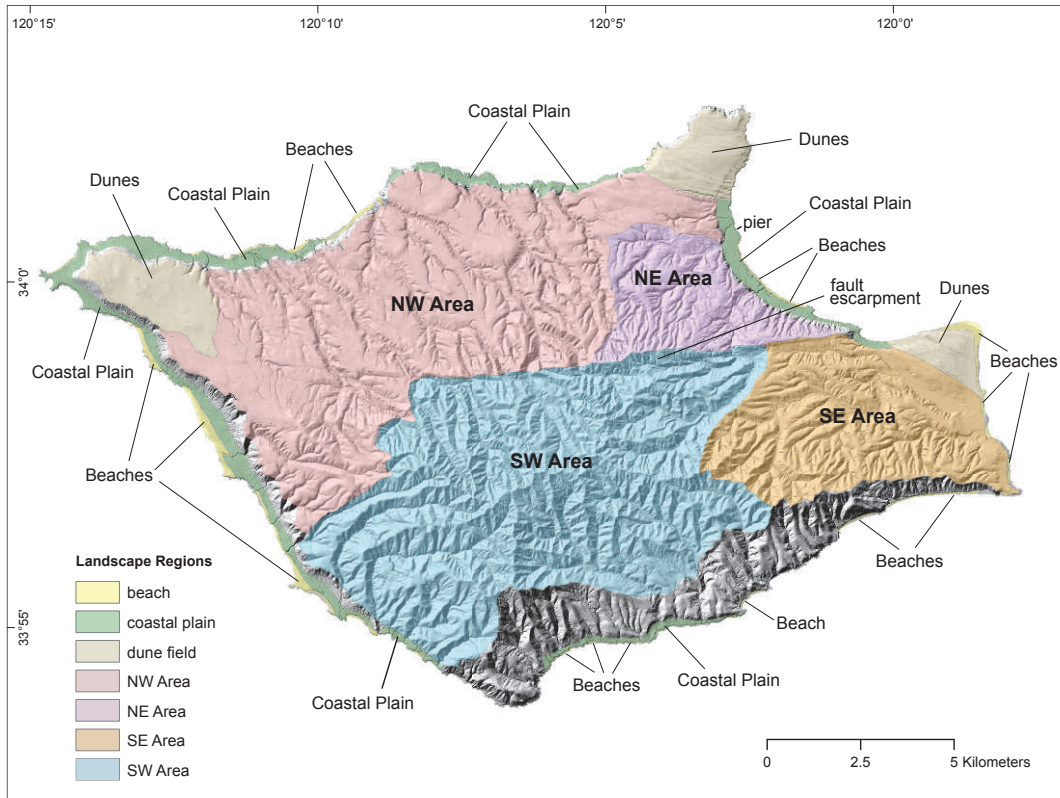 120°15'
120°10'
120°5'
120°0'
Coastal Plain
Beaches
Dunes
Dunes
Coastal Plain
Coastal Plain
pier
Beaches
34°0'
NW Area
NE Area
fault
escarpment
Dunes
Coastal Plain
Beaches
SE Area
SW Area
Beaches
Beaches
Landscape Regions
beach
coastal plain
dune field
NW Area
NE Area
SE Area
SW Area
33°55'
Beach
Coastal Plain
Beaches
Coastal Plain
0 2.5 5 Kilometers